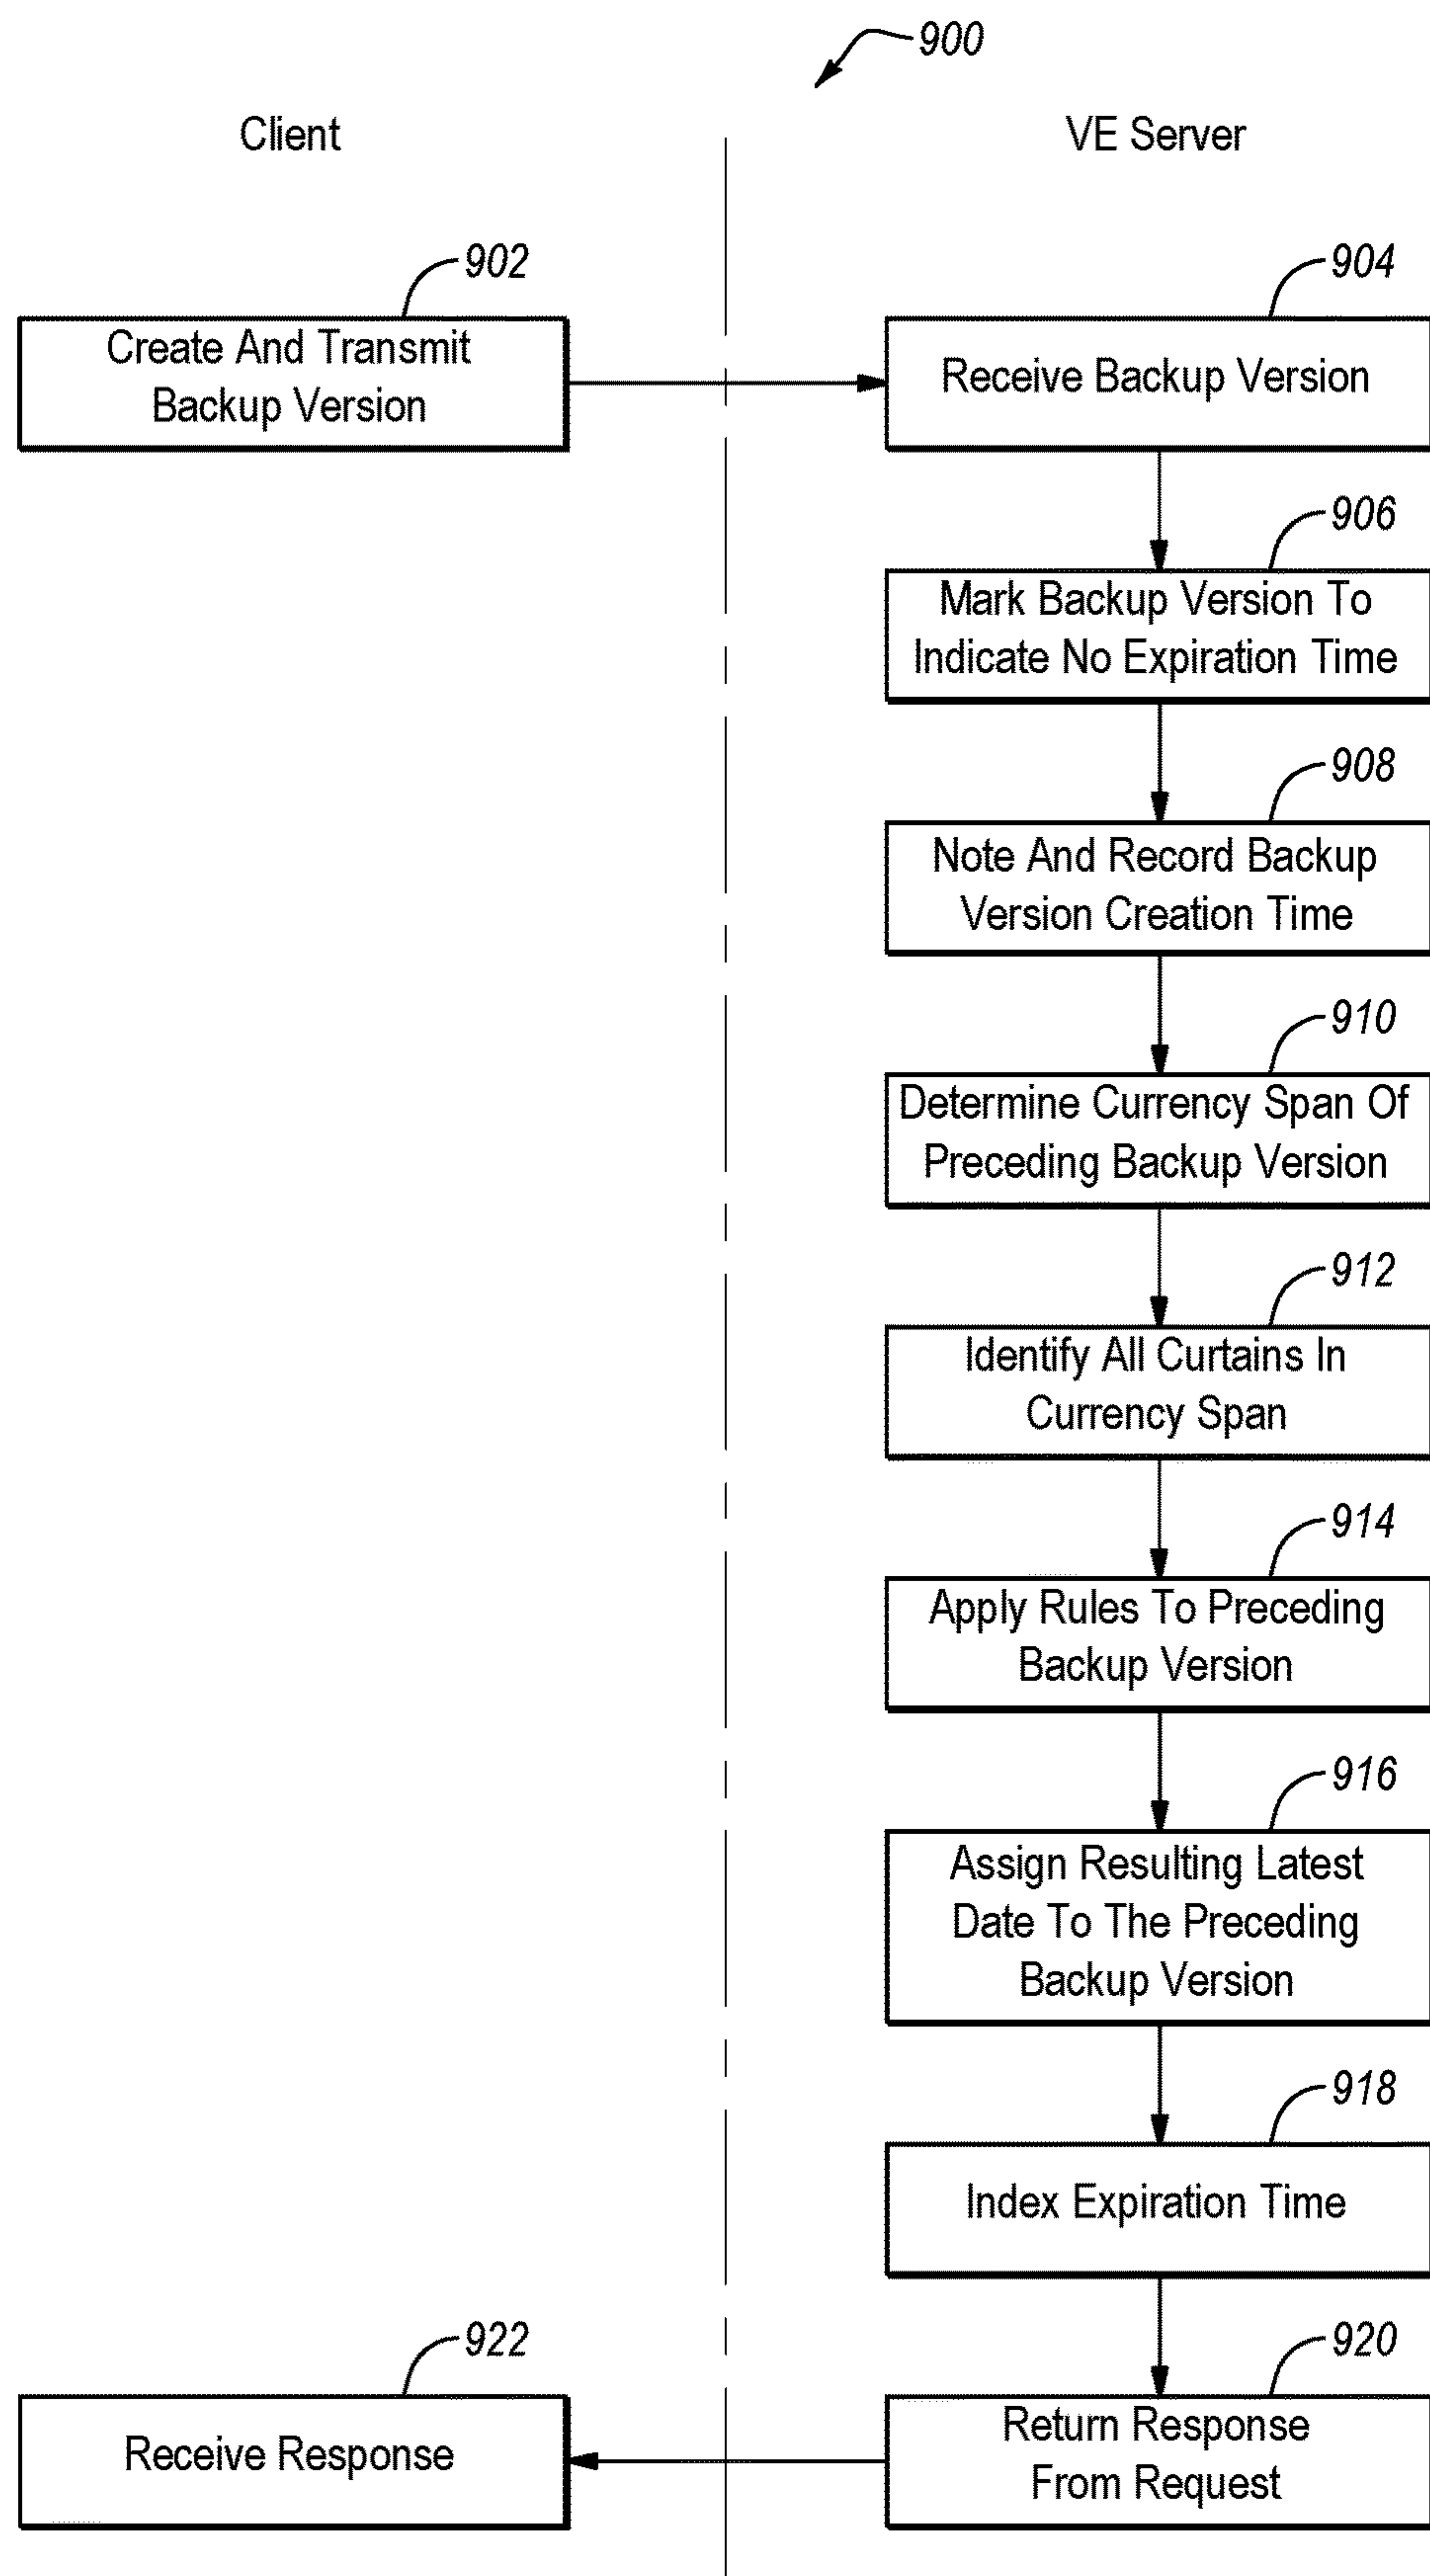 900
Client
VE Server
902
904
Create And Transmit
Backup Version
Receive Backup Version
906
Mark Backup Version To
Indicate No Expiration Time
908
Note And Record Backup
Version Creation Time
910
Determine Currency Span Of
Preceding Backup Version
912
Identify All Curtains In
Currency Span
914
Apply Rules To Preceding
Backup Version
916
Assign Resulting Latest
Date To The Preceding
Backup Version
918
Index Expiration Time
922
920
Receive Response
Return Response
From Request